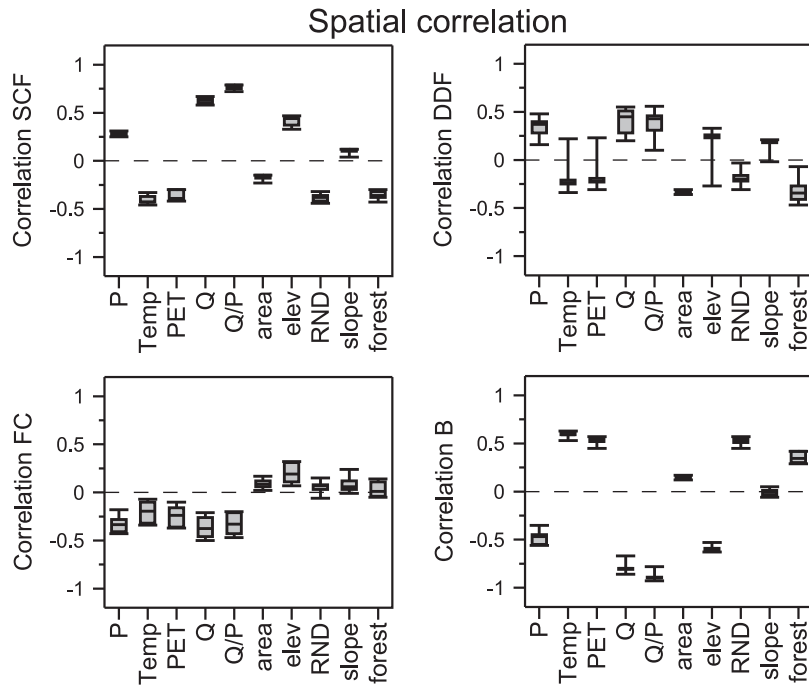 Spatial correlation
Correlation SCF
1
0.5
0
-0.5
-1
P
Temp
PET
Q
Q/P
area
elev
RND
slope
forest
Correlation DDF
1
0.5
0
-0.5
-1
P
Temp
PET
Q
Q/P
area
elev
RND
slope
forest
Correlation FC
1
0.5
0
-0.5
-1
P
Temp
PET
Q
Q/P
area
elev
RND
slope
forest
Correlation B
1
0.5
0
-0.5
-1
P
Temp
PET
Q
Q/P
area
elev
RND
slope
forest